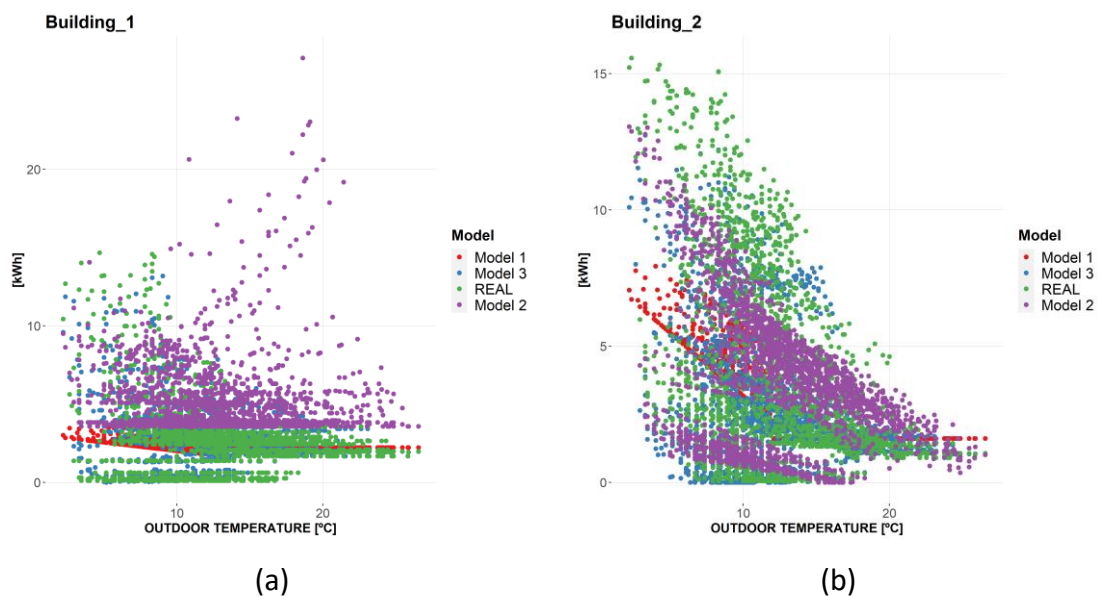 Building_1
20
10
0
[kWh]
10
20
OUTDOOR TEMPERATURE [ºC]
Model
Model 1
Model 3
REAL
Model 2
(a)
Building_2
15
10
5
0
[kWh]
10
20
OUTDOOR TEMPERATURE [ºC]
Model
Model 1
Model 3
REAL
Model 2
(b)